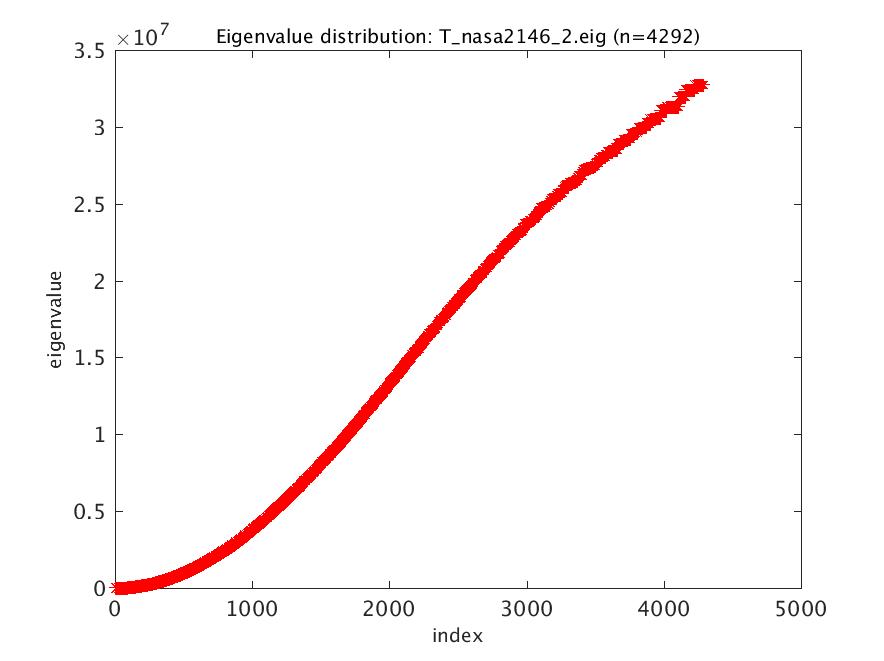 ×10^7
Eigenvalue distribution: T_nasa2146_2.eig (n=4292)
3.5
3
2.5
2
1.5
1
0.5
0
eigenvalue
0 1000 2000 3000 4000 5000
index